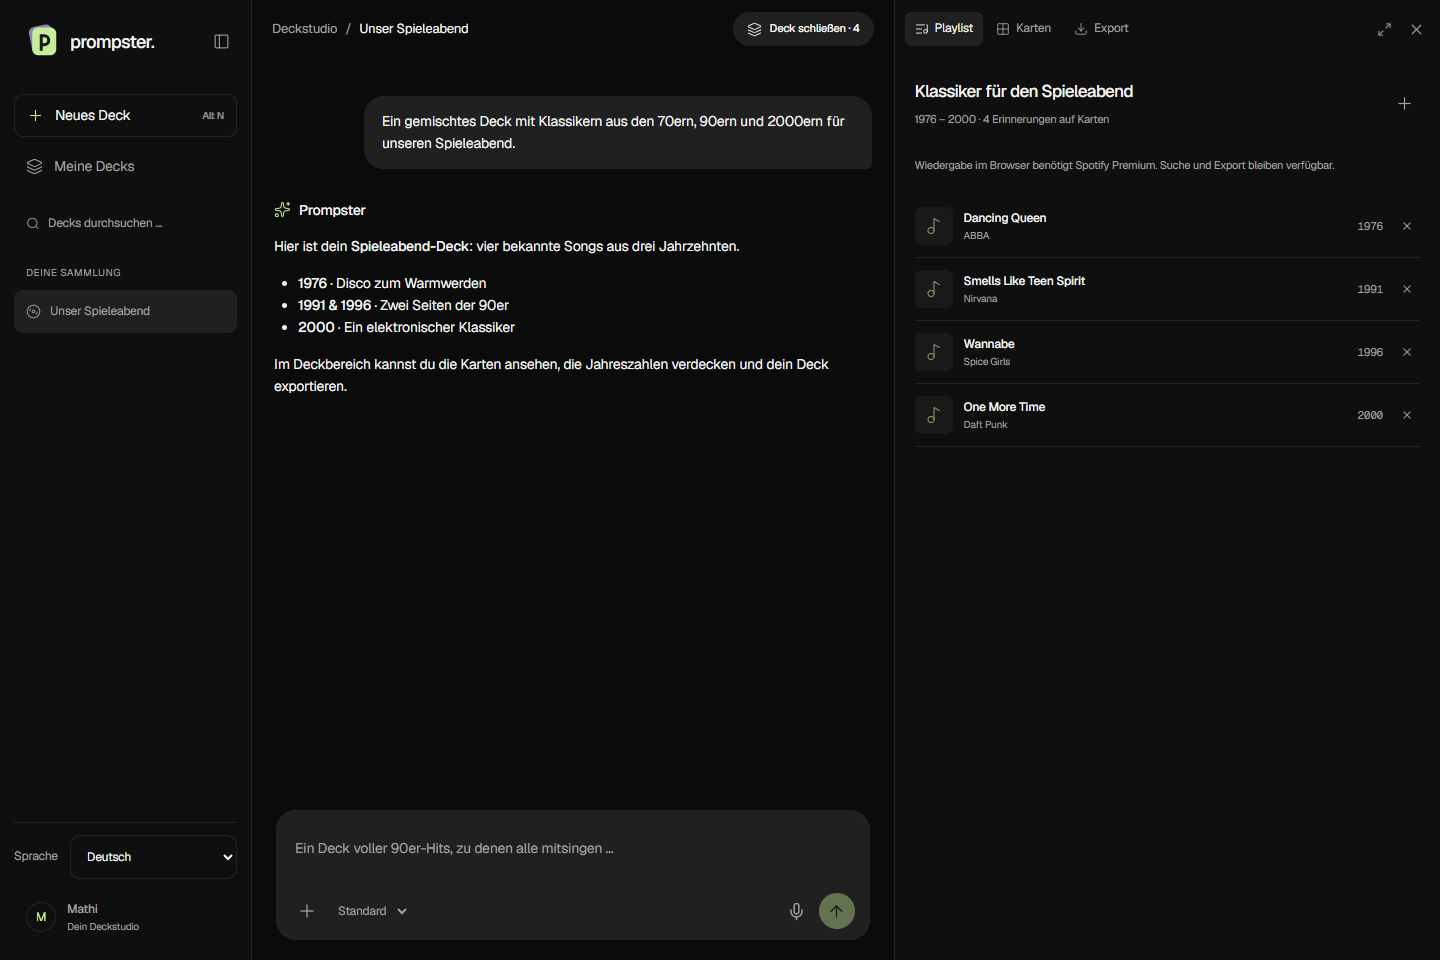 P prompster.
Neues Deck Alt N
Meine Decks
Decks durchsuchen ...
DEINE SAMMLUNG
Unser Spieleabend
Sprache Deutsch
M Mathi
Dein Deckstudio
Deckstudio / Unser Spieleabend
Deck schließen · 4
Ein gemischtes Deck mit Klassikern aus den 70ern, 90ern und 2000ern für
unseren Spieleabend.
Prompster
Hier ist dein Spieleabend-Deck: vier bekannte Songs aus drei Jahrzehnten.
• 1976 · Disco zum Warmwerden
• 1991 & 1996 · Zwei Seiten der 90er
• 2000 · Ein elektronischer Klassiker
Im Deckbereich kannst du die Karten ansehen, die Jahreszahlen verdecken und dein Deck
exportieren.
Ein Deck voller 90er-Hits, zu denen alle mitsingen ...
Standard
Playlist Karten Export
Klassiker für den Spieleabend
1976 – 2000 · 4 Erinnerungen auf Karten
Wiedergabe im Browser benötigt Spotify Premium. Suche und Export bleiben verfügbar.
Dancing Queen 1976
ABBA
Smells Like Teen Spirit 1991
Nirvana
Wannabe 1996
Spice Girls
One More Time 2000
Daft Punk